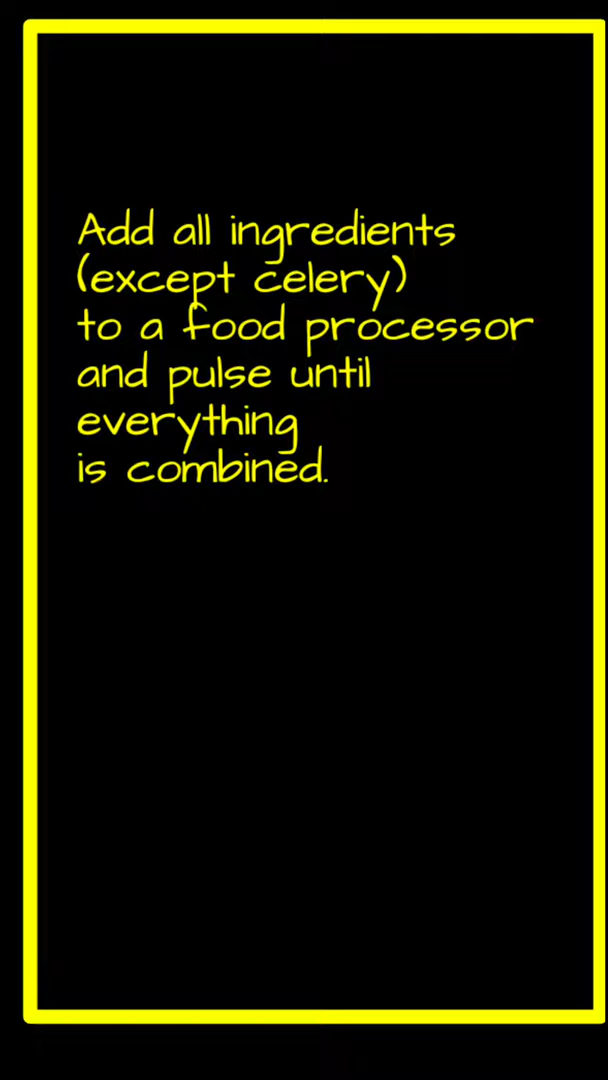 Add all ingredients
(except celery)
to a food processor
and pulse until
everything
is combined.